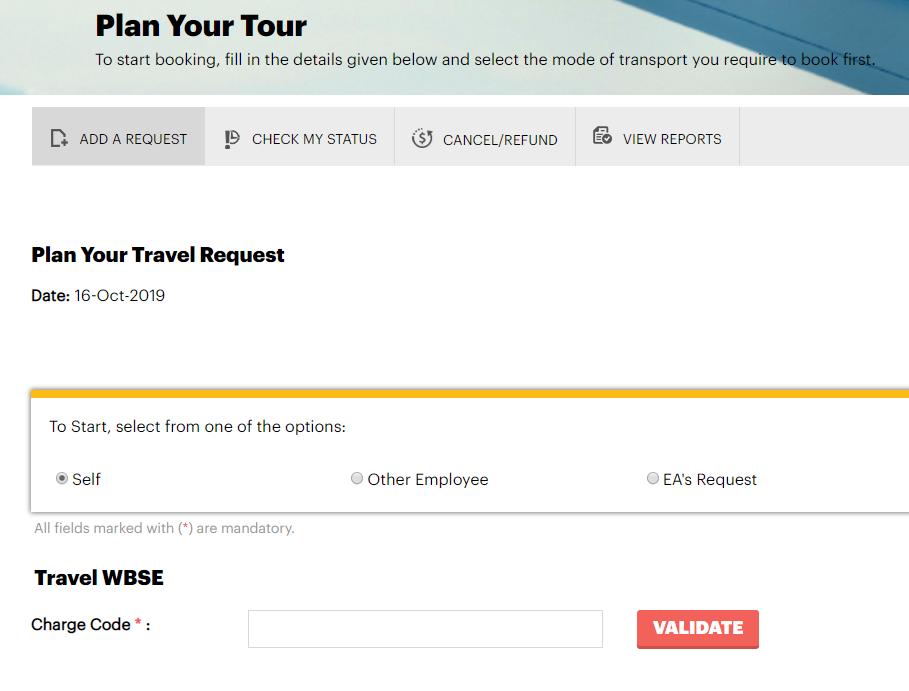 Plan Your Tour
To start booking, fill in the details given below and select the mode of transport you require to book first.
ADD A REQUEST CHECK MY STATUS CANCEL/REFUND VIEW REPORTS
Plan Your Travel Request
Date: 16-Oct-2019
To Start, select from one of the options:
Self Other Employee EA's Request
All fields marked with (*) are mandatory.
Travel WBSE
Charge Code * : VALIDATE